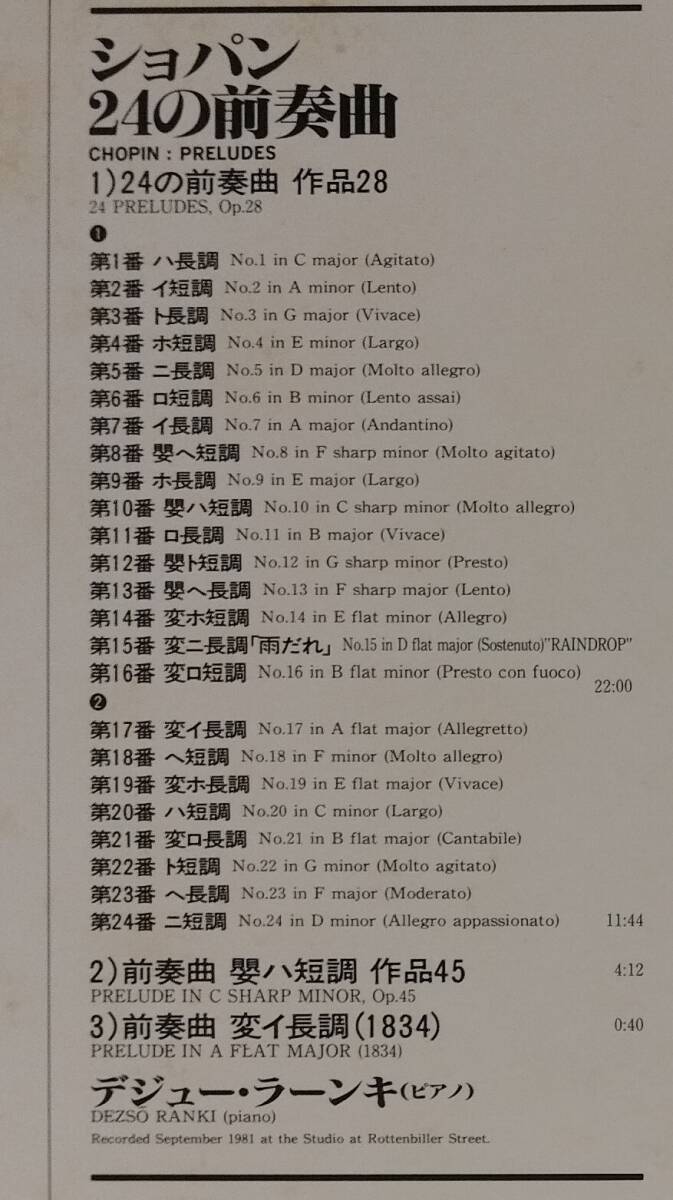 ショパン
24の前奏曲
CHOPIN : PRELUDES
1)24の前奏曲 作品28
24 PRELUDES, Op.28
❶
第1番 ハ長調 No.1 in C major (Agitato)
第2番 イ短調 No.2 in A minor (Lento)
第3番 ト長調 No.3 in G major (Vivace)
第4番 ホ短調 No.4 in E minor (Largo)
第5番 ニ長調 No.5 in D major (Molto allegro)
第6番 ロ短調 No.6 in B minor (Lento assai)
第7番 イ長調 No.7 in A major (Andantino)
第8番 嬰ヘ短調 No.8 in F sharp minor (Molto agitato)
第9番 ホ長調 No.9 in E major (Largo)
第10番 嬰ハ短調 No.10 in C sharp minor (Molto allegro)
第11番 ロ長調 No.11 in B major (Vivace)
第12番 嬰ト短調 No.12 in G sharp minor (Presto)
第13番 嬰ヘ長調 No.13 in F sharp major (Lento)
第14番 変ホ短調 No.14 in E flat minor (Allegro)
第15番 変ニ長調「雨だれ」 No.15 in D flat major (Sostenuto)"RAINDROP"
第16番 変ロ短調 No.16 in B flat minor (Presto con fuoco)
22:00
❷
第17番 変イ長調 No.17 in A flat major (Allegretto)
第18番 ヘ短調 No.18 in F minor (Molto allegro)
第19番 変ホ長調 No.19 in E flat major (Vivace)
第20番 ハ短調 No.20 in C minor (Largo)
第21番 変ロ長調 No.21 in B flat major (Cantabile)
第22番 ト短調 No.22 in G minor (Molto agitato)
第23番 ヘ長調 No.23 in F major (Moderato)
第24番 ニ短調 No.24 in D minor (Allegro appassionato) 11:44
2)前奏曲 嬰ハ短調 作品45 4:12
PRELUDE IN C SHARP MINOR, Op.45
3)前奏曲 変イ長調(1834) 0:40
PRELUDE IN A FLAT MAJOR (1834)
デジュー・ラーンキ(ピアノ)
DEZSÖ RANKI (piano)
Recorded September 1981 at the Studio at Rottenbiller Street.